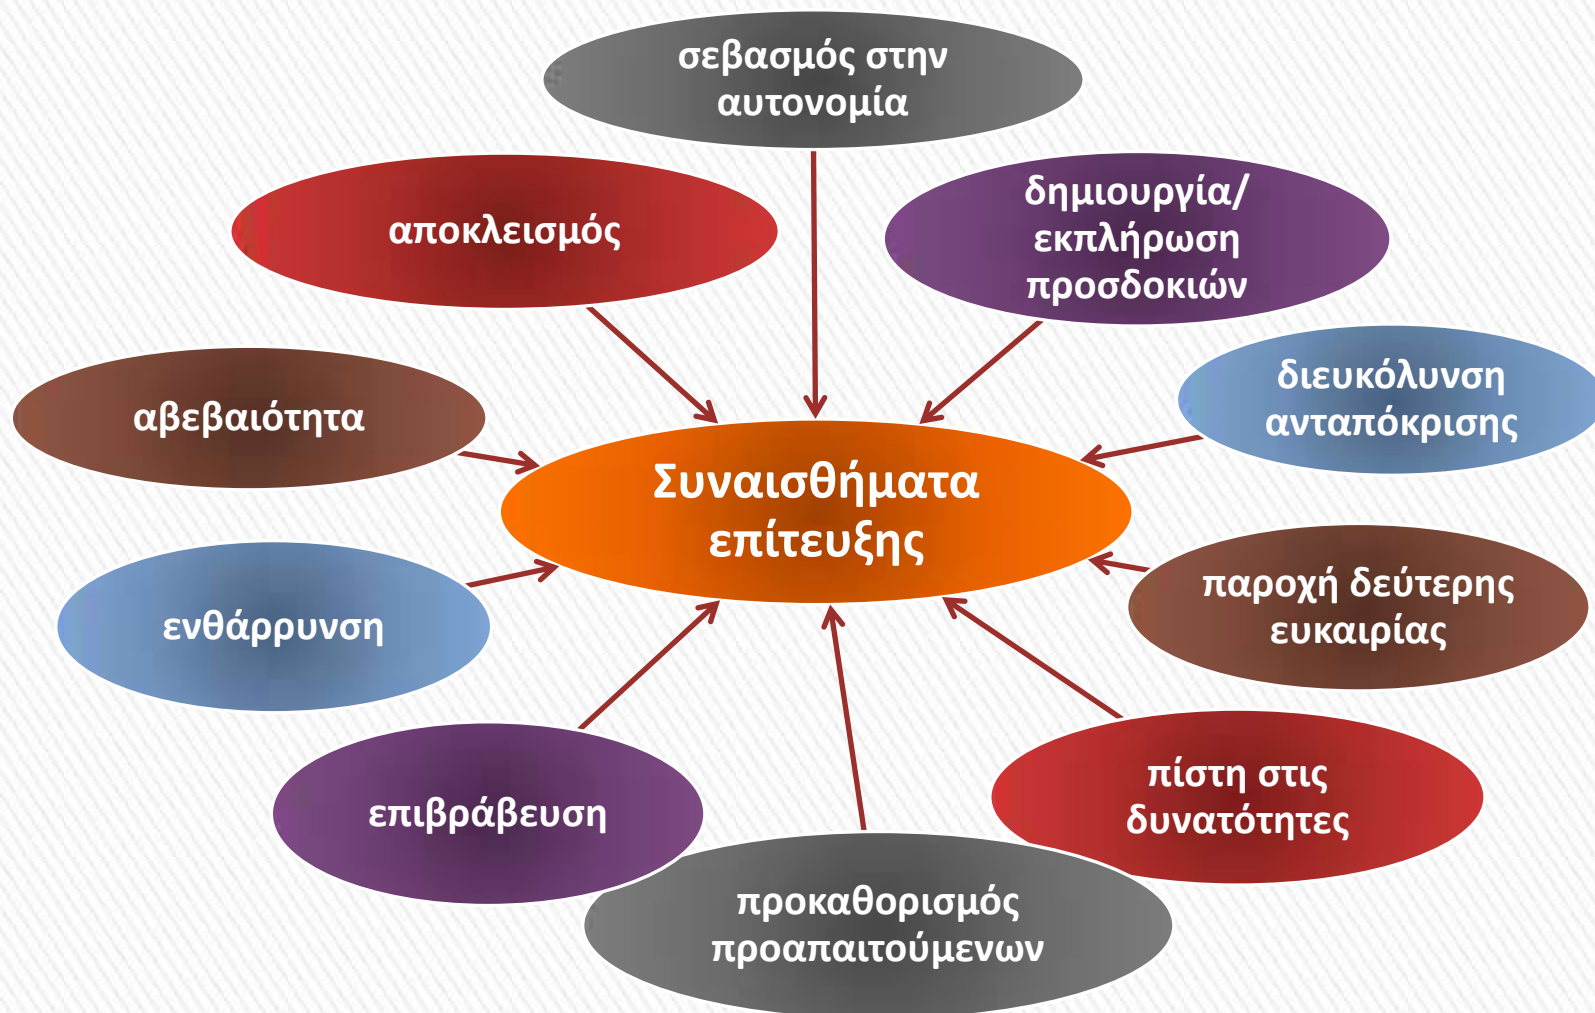 σεβασμός στην
αυτονομία
αποκλεισμός
δημιουργία/
εκπλήρωση
προσδοκιών
αβεβαιότητα
διευκόλυνση
ανταπόκρισης
Συναισθήματα
επίτευξης
ενθάρρυνση
παροχή δεύτερης
ευκαιρίας
επιβράβευση
πίστη στις
δυνατότητες
προκαθορισμός
προαπαιτούμενων